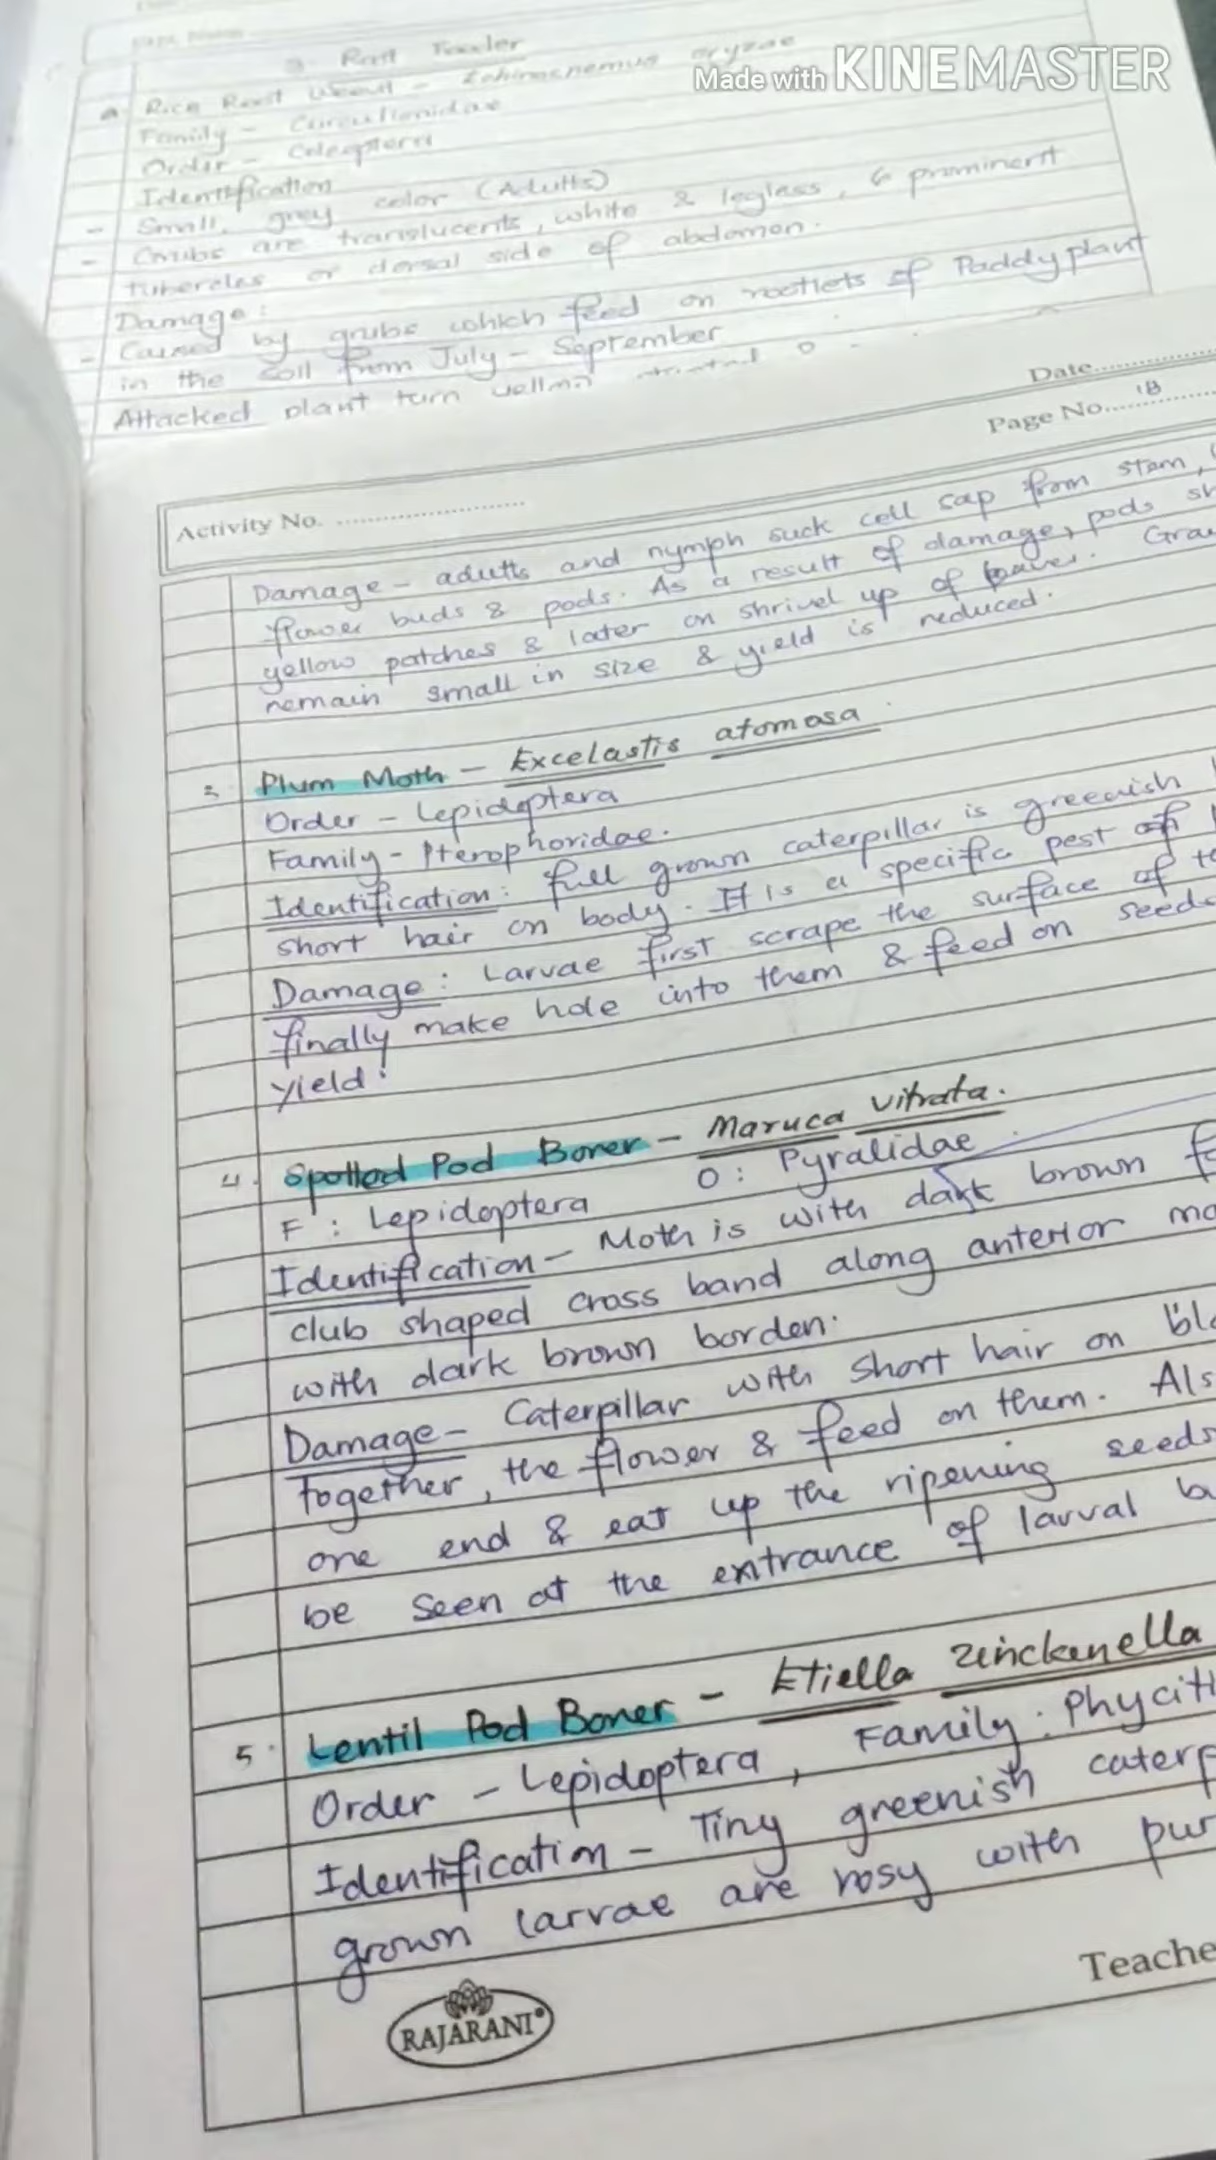 Made with KINEMASTER
3. Root Feeder
a. Rice Root Weevil - Echinocnemus oryzae
Family - Curculionidae
Order - Coleoptera
Identification
- Small, grey color (Adults)
- Grubs are translucents, white & legless, 6 prominent
tubercles or dorsal side of abdomen.
Damage:
- Caused by grubs which feed on rootlets of Paddy plant
in the soil from July - September
Attacked plant turn yellow
Date
Page No. 18
Activity No.
Damage - adults and nymph suck cell sap from stem,
flower buds & pods. As a result of damage, pods
yellow patches & later on shrivel up of
remain small in size & yield is reduced.
3. Plum Moth - Excelastis atomosa
Order - Lepidoptera
Family - Pterophoridae.
Identification: full grown caterpillar is greenish
short hair on body. It is a specific pest of
Damage: Larvae first scrape the surface of
finally make hole into them & feed on seeds
yield.
4. Spotted Pod Borer - Maruca vitrata.
F: Lepidoptera O: Pyralidae
Identification - Moth is with dark brown
club shaped cross band along anterior
with dark brown borden.
Damage - Caterpillar with short hair on
together, the flower & feed on them.
one end & eat up the ripening seeds
be seen at the entrance of larval
5. Lentil Pod Borer - Etiella zinckenella
Order - Lepidoptera, Family: Phyciti
Identification - Tiny greenish caterp
grown larvae are rosy with pur
Teache
RAJARANI